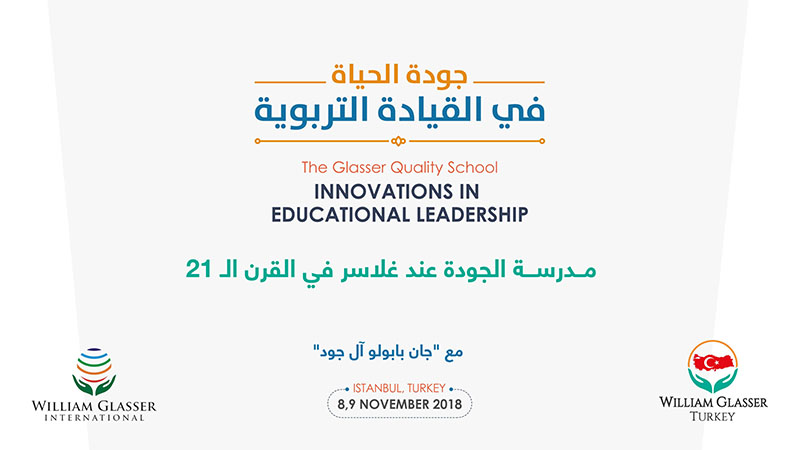 جودة الحياة
في القيادة التربوية
The Glasser Quality School
INNOVATIONS IN
EDUCATIONAL LEADERSHIP
مـدرســة الجودة عند غلاسر في القرن الـ 21
مع "جان بابولو آل جود"
ISTANBUL, TURKEY
8,9 NOVEMBER 2018
WILLIAM GLASSER
INTERNATIONAL
WILLIAM GLASSER
TURKEY